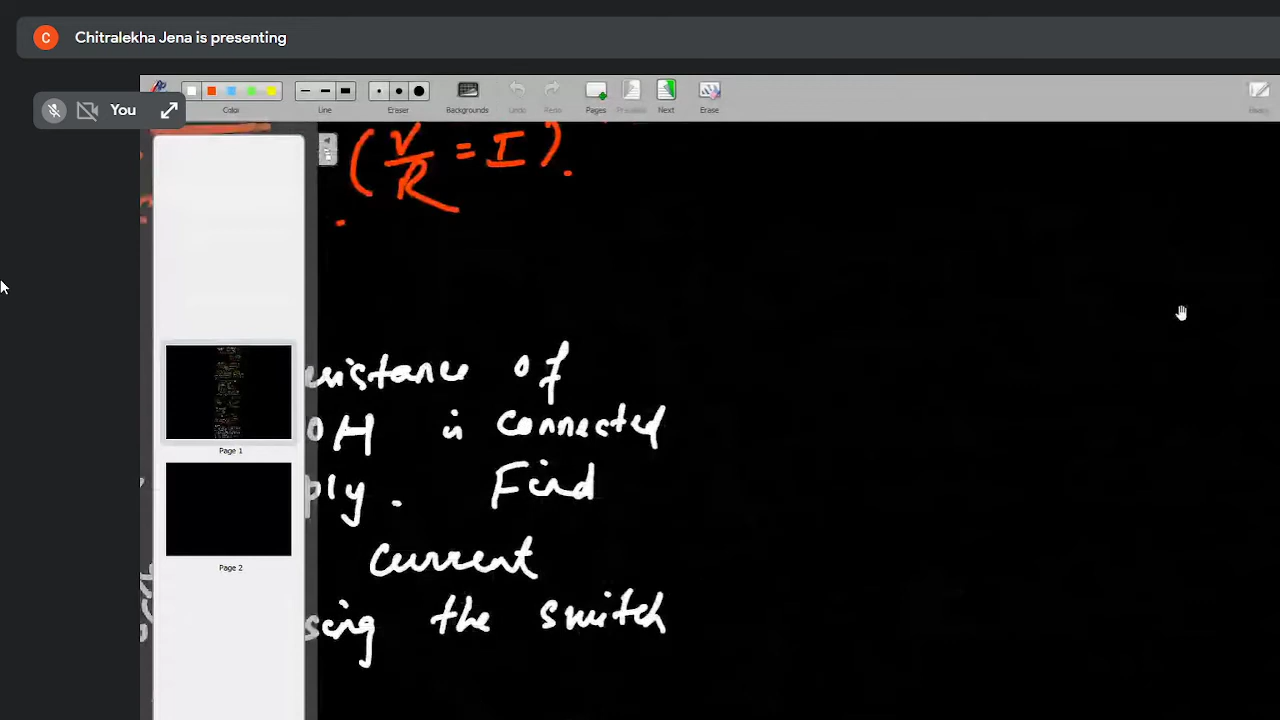 C Chitralekha Jena is presenting
You
Color Line Eraser Backgrounds Undo Redo Pages Previous Next Erase
(V/R = I).
esistance of
0H is connected
ply. Find
current
sing the switch
Page 1
Page 2